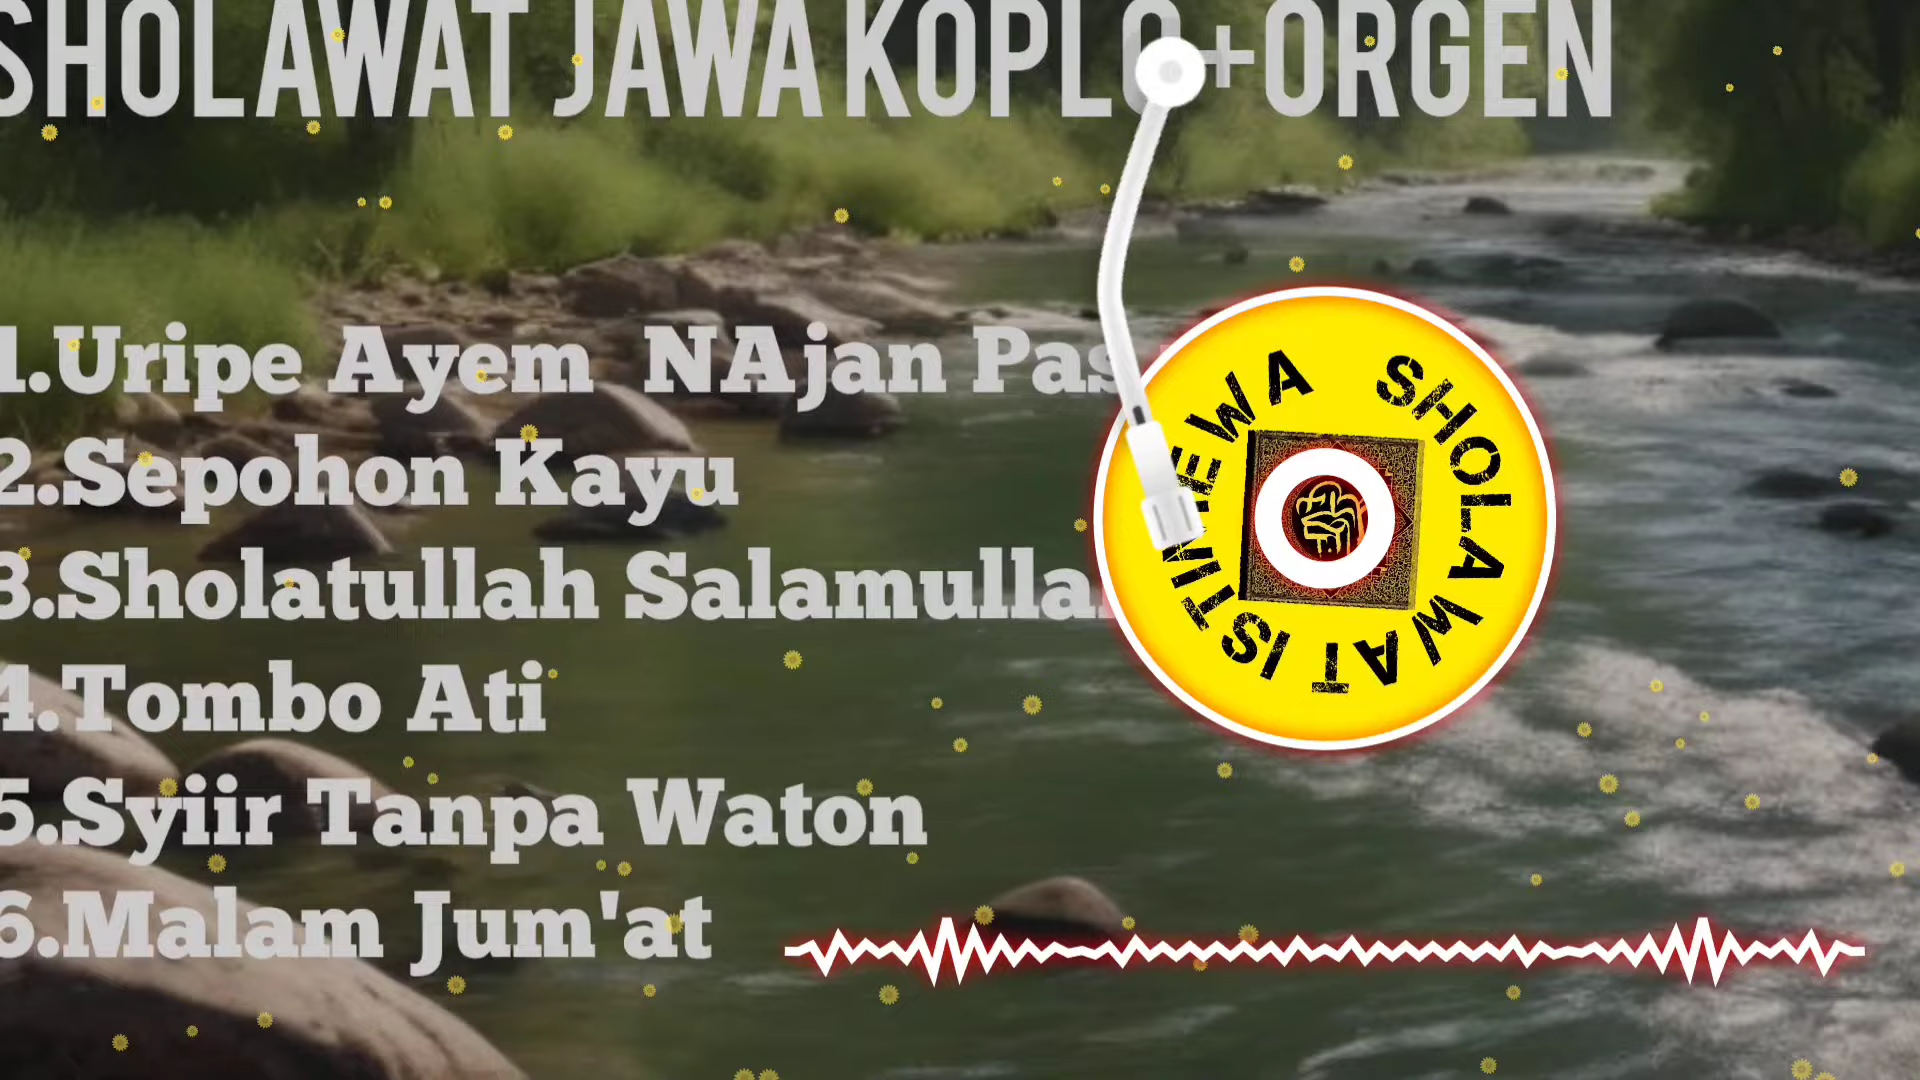 SHOLAWAT JAWA KOPLO+ORGEN
1.Uripe Ayem NAjan Pas
2.Sepohon Kayu
3.Sholatullah Salamulla
4.Tombo Ati
5.Syiir Tanpa Waton
6.Malam Jum'at
SHOLAWAT ISTIMEWA